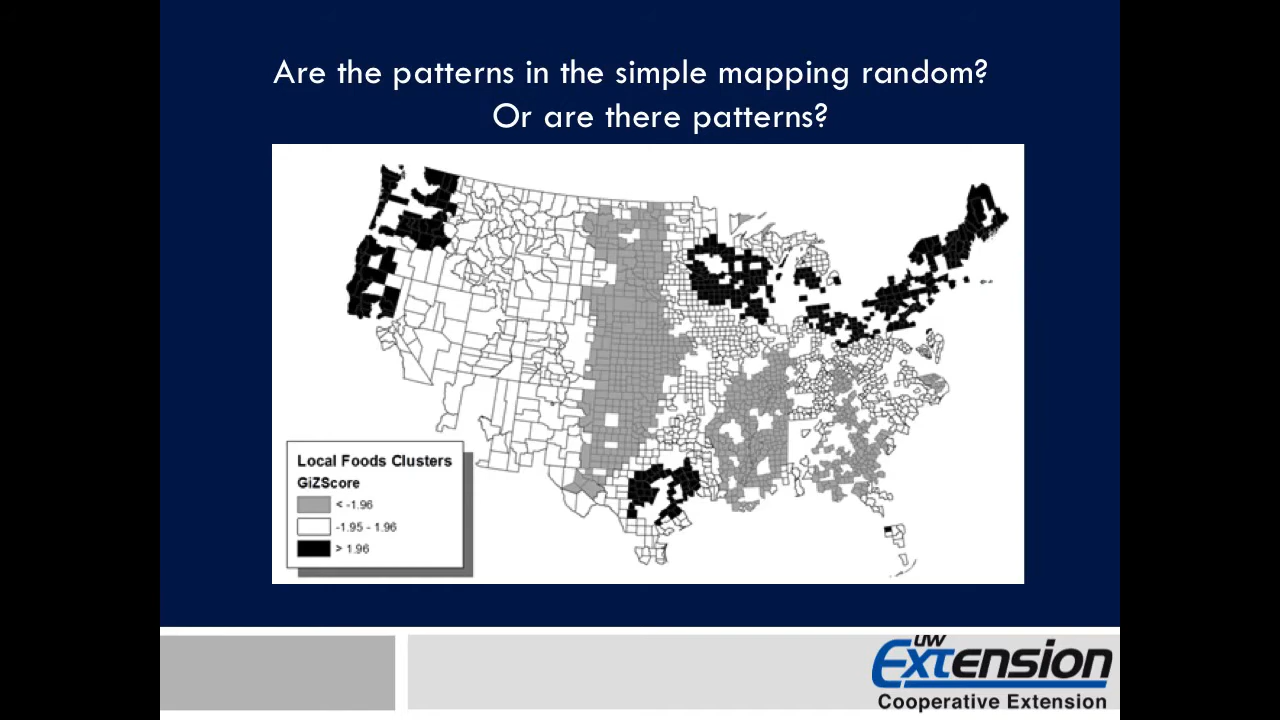 Are the patterns in the simple mapping random?
Or are there patterns?
Local Foods Clusters
GiZScore
< -1.96
-1.95 - 1.96
> 1.96
UW
Extension
Cooperative Extension